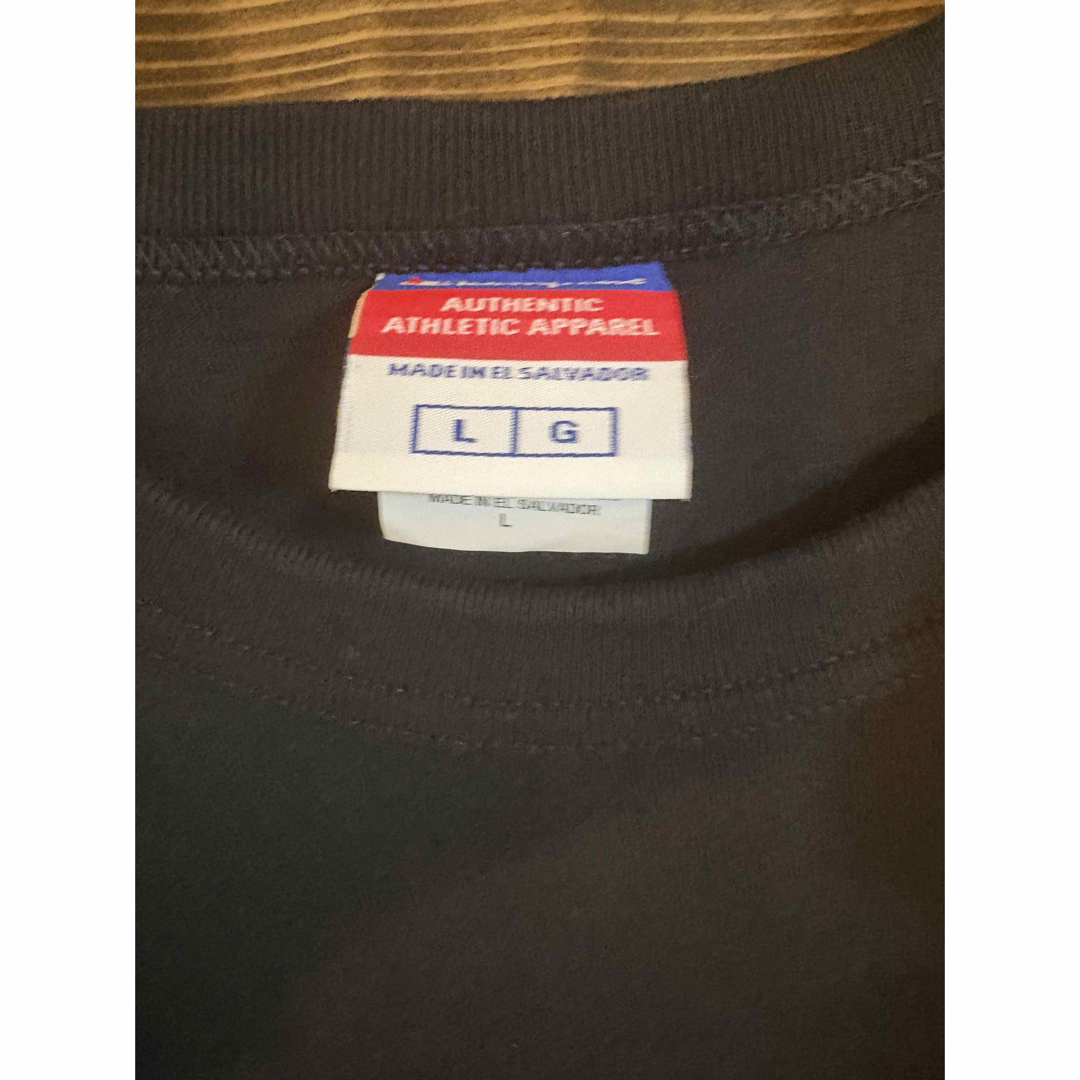 AUTHENTIC
ATHLETIC APPAREL
MADE IN EL SALVADOR
L G
MADE IN EL SALVADOR
L